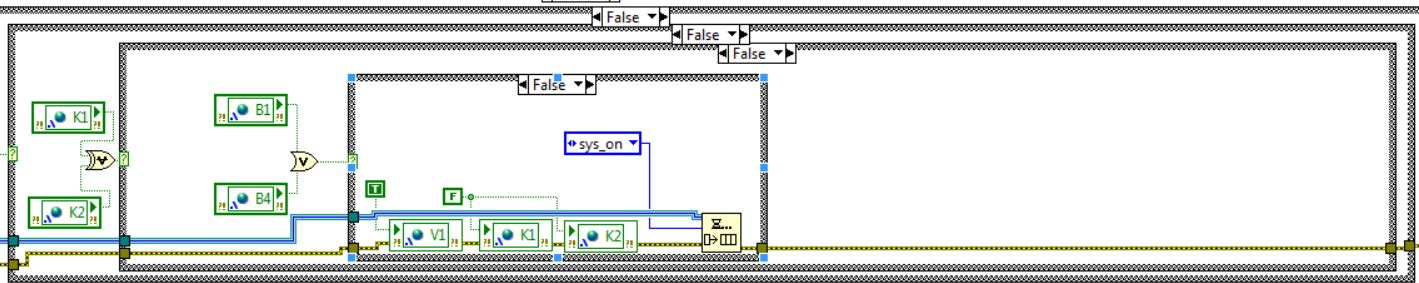 False
False
False
False
K1
B1
sys_on
B4
K2
T
F
V1
K1
K2